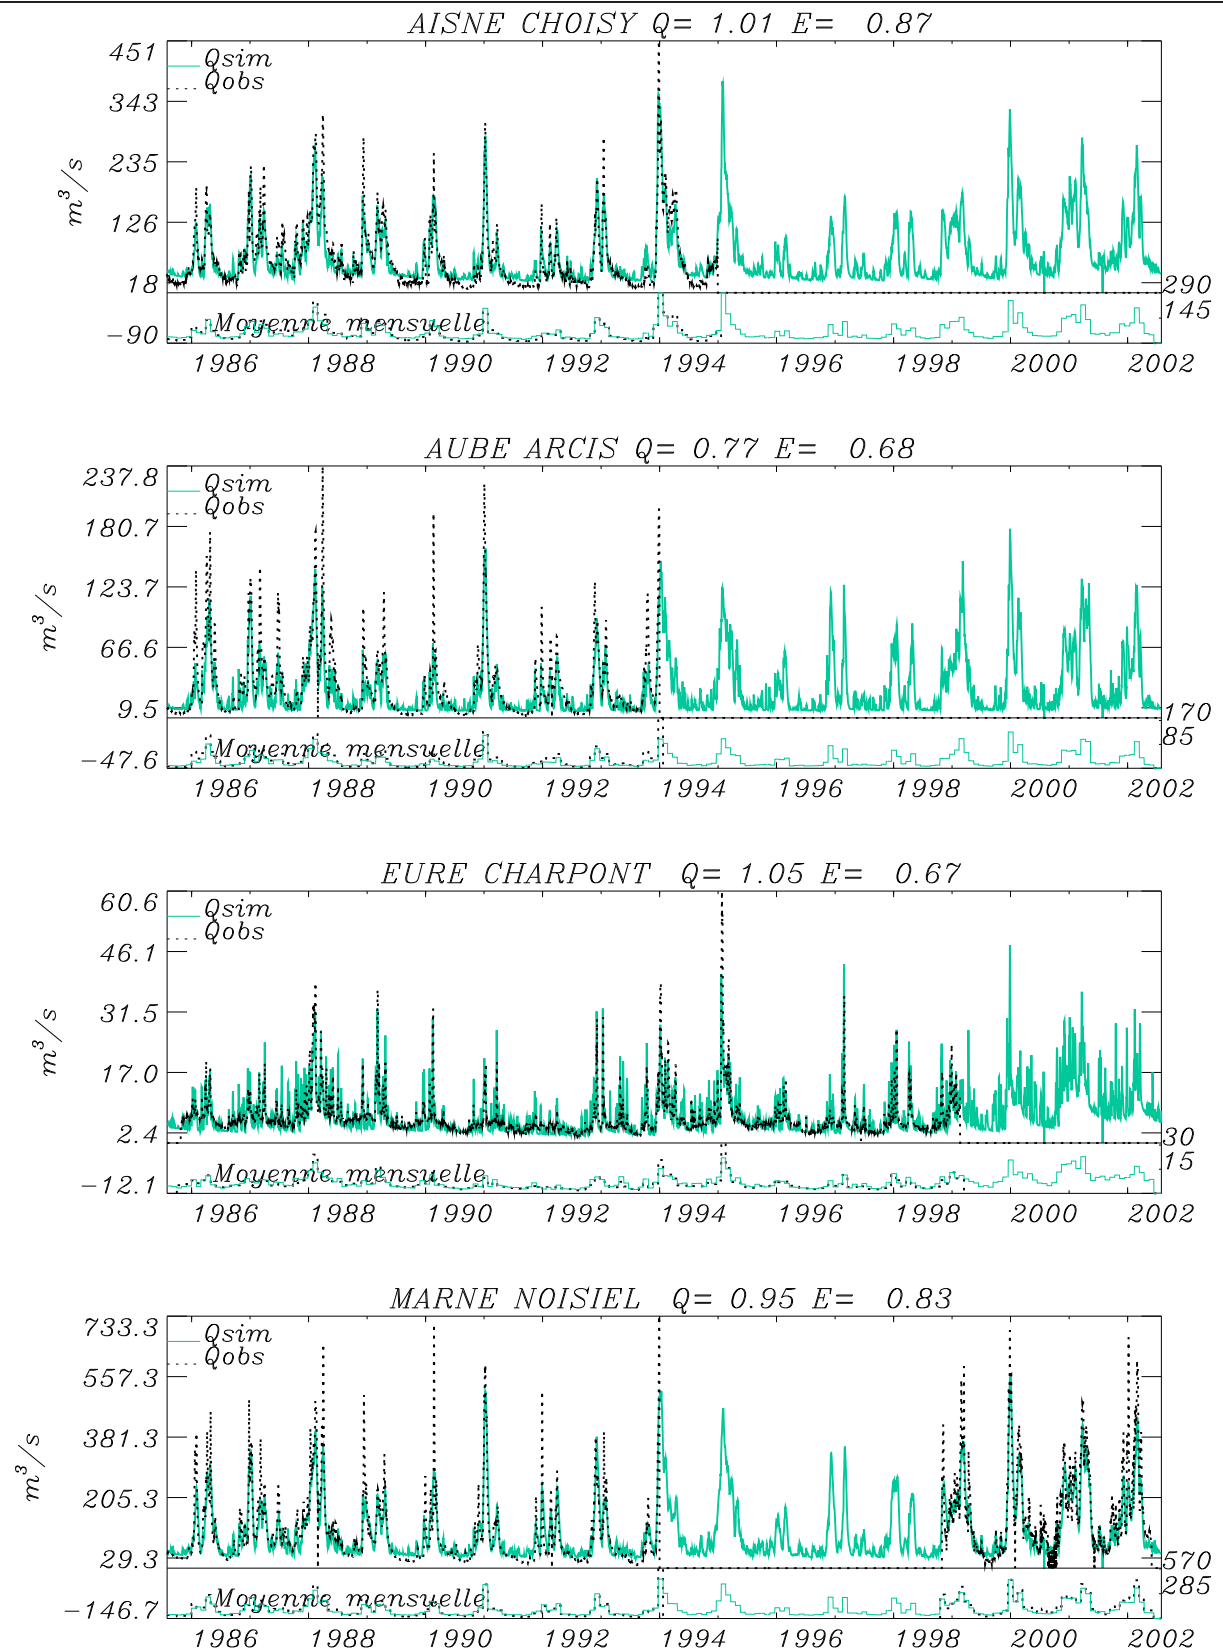 AISNE CHOISY Q= 1.01 E= 0.87
451
Qsim
Qobs
343
235
m³/s
126
18
290
145
Moyenne mensuelle
-90
1986 1988 1990 1992 1994 1996 1998 2000 2002
AUBE ARCIS Q= 0.77 E= 0.68
237.8
Qsim
Qobs
180.7
123.7
m³/s
66.6
9.5
170
85
Moyenne mensuelle
-47.6
1986 1988 1990 1992 1994 1996 1998 2000 2002
EURE CHARPONT Q= 1.05 E= 0.67
60.6
Qsim
Qobs
46.1
31.5
m³/s
17.0
2.4
30
15
Moyenne mensuelle
-12.1
1986 1988 1990 1992 1994 1996 1998 2000 2002
MARNE NOISIEL Q= 0.95 E= 0.83
733.3
Qsim
Qobs
557.3
381.3
m³/s
205.3
29.3
570
285
Moyenne mensuelle
-146.7
1986 1988 1990 1992 1994 1996 1998 2000 2002